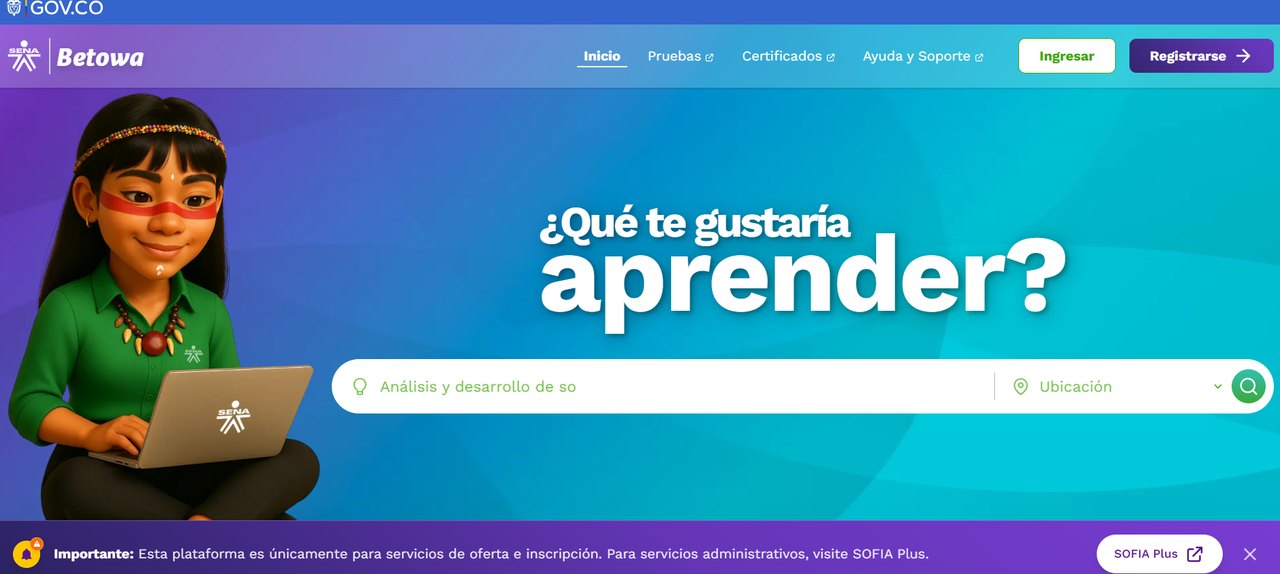 GOV.CO
SENA
Betowa
Inicio
Pruebas
Certificados
Ayuda y Soporte
Ingresar
Registrarse
¿Qué te gustaría
aprender?
Análisis y desarrollo de so
Ubicación
SENA
Importante: Esta plataforma es únicamente para servicios de oferta e inscripción. Para servicios administrativos, visite SOFIA Plus.
SOFIA Plus